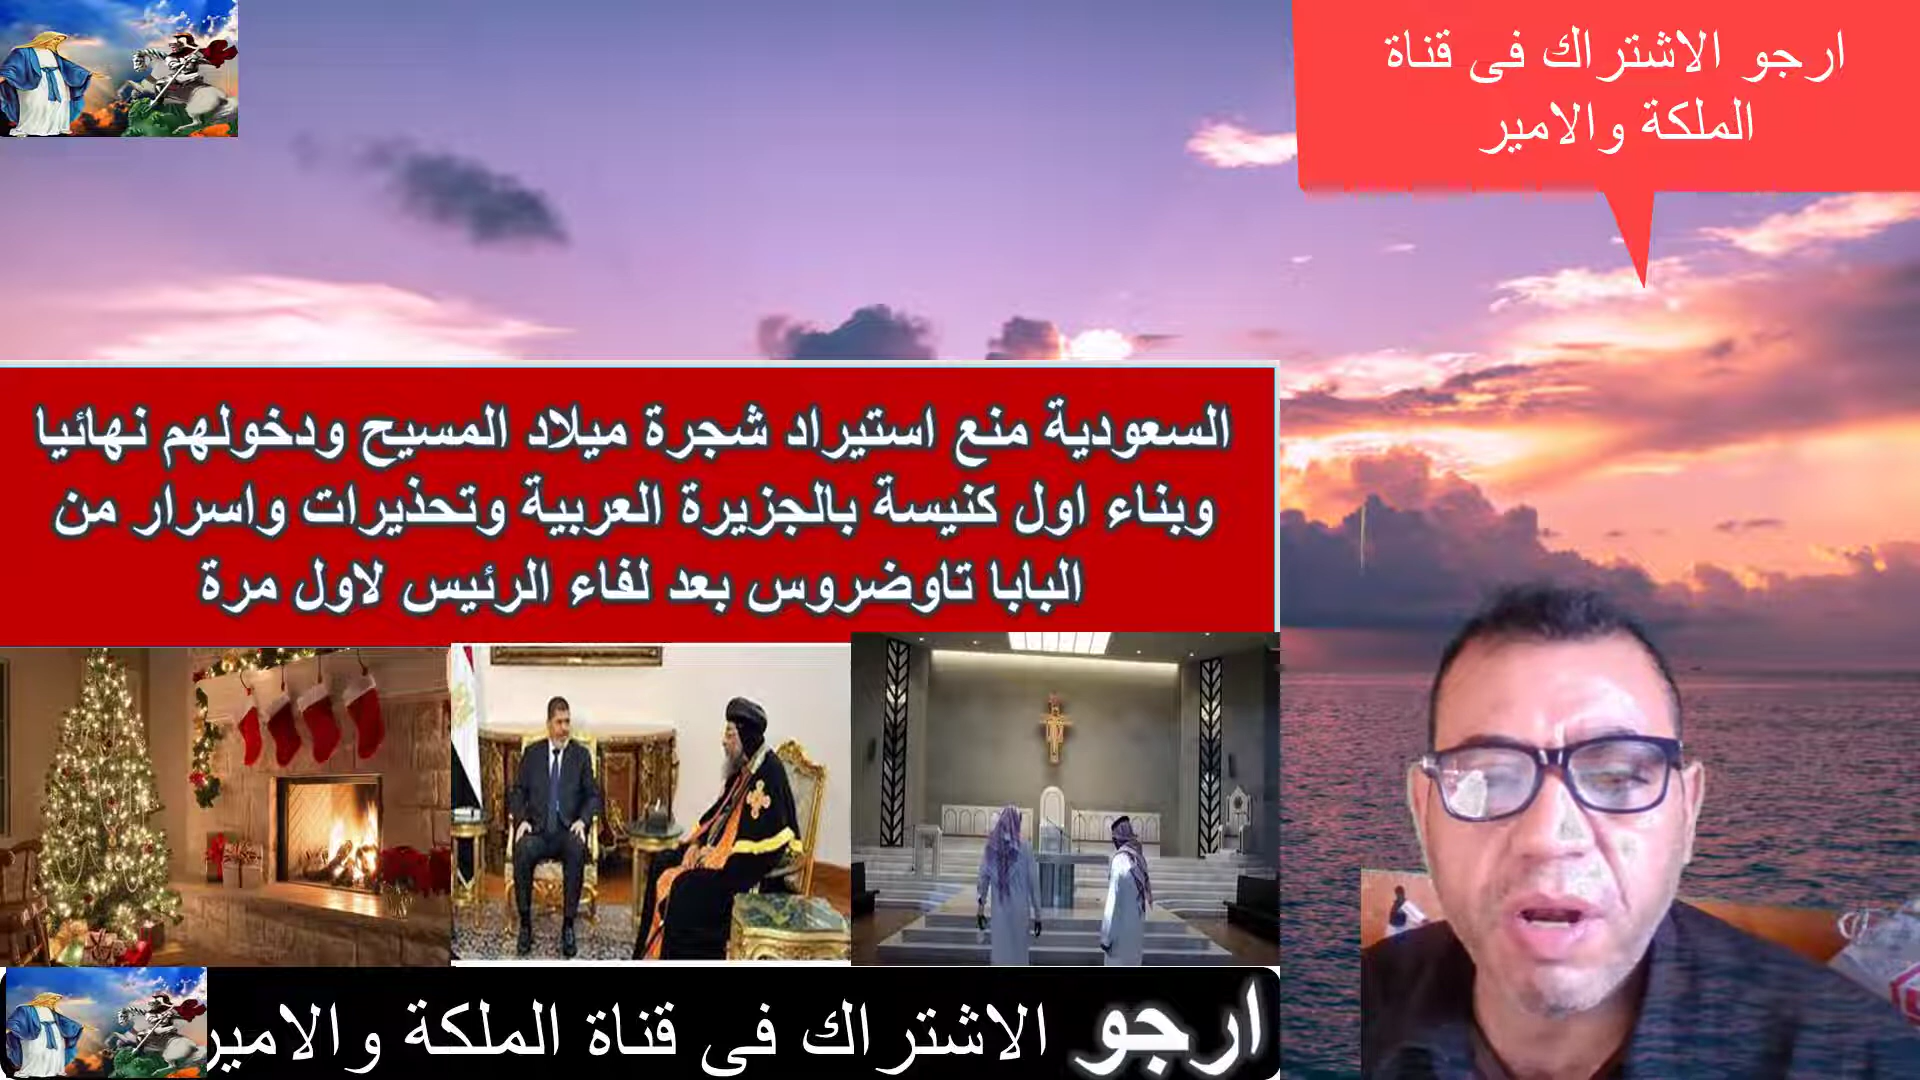 ارجو الاشتراك فى قناة
الملكة والامير
السعودية منع استيراد شجرة ميلاد المسيح ودخولهم نهائيا
وبناء اول كنيسة بالجزيرة العربية وتحذيرات واسرار من
البابا تاوضروس بعد لفاء الرئيس لاول مرة
ارجو الاشتراك فى قناة الملكة والامير